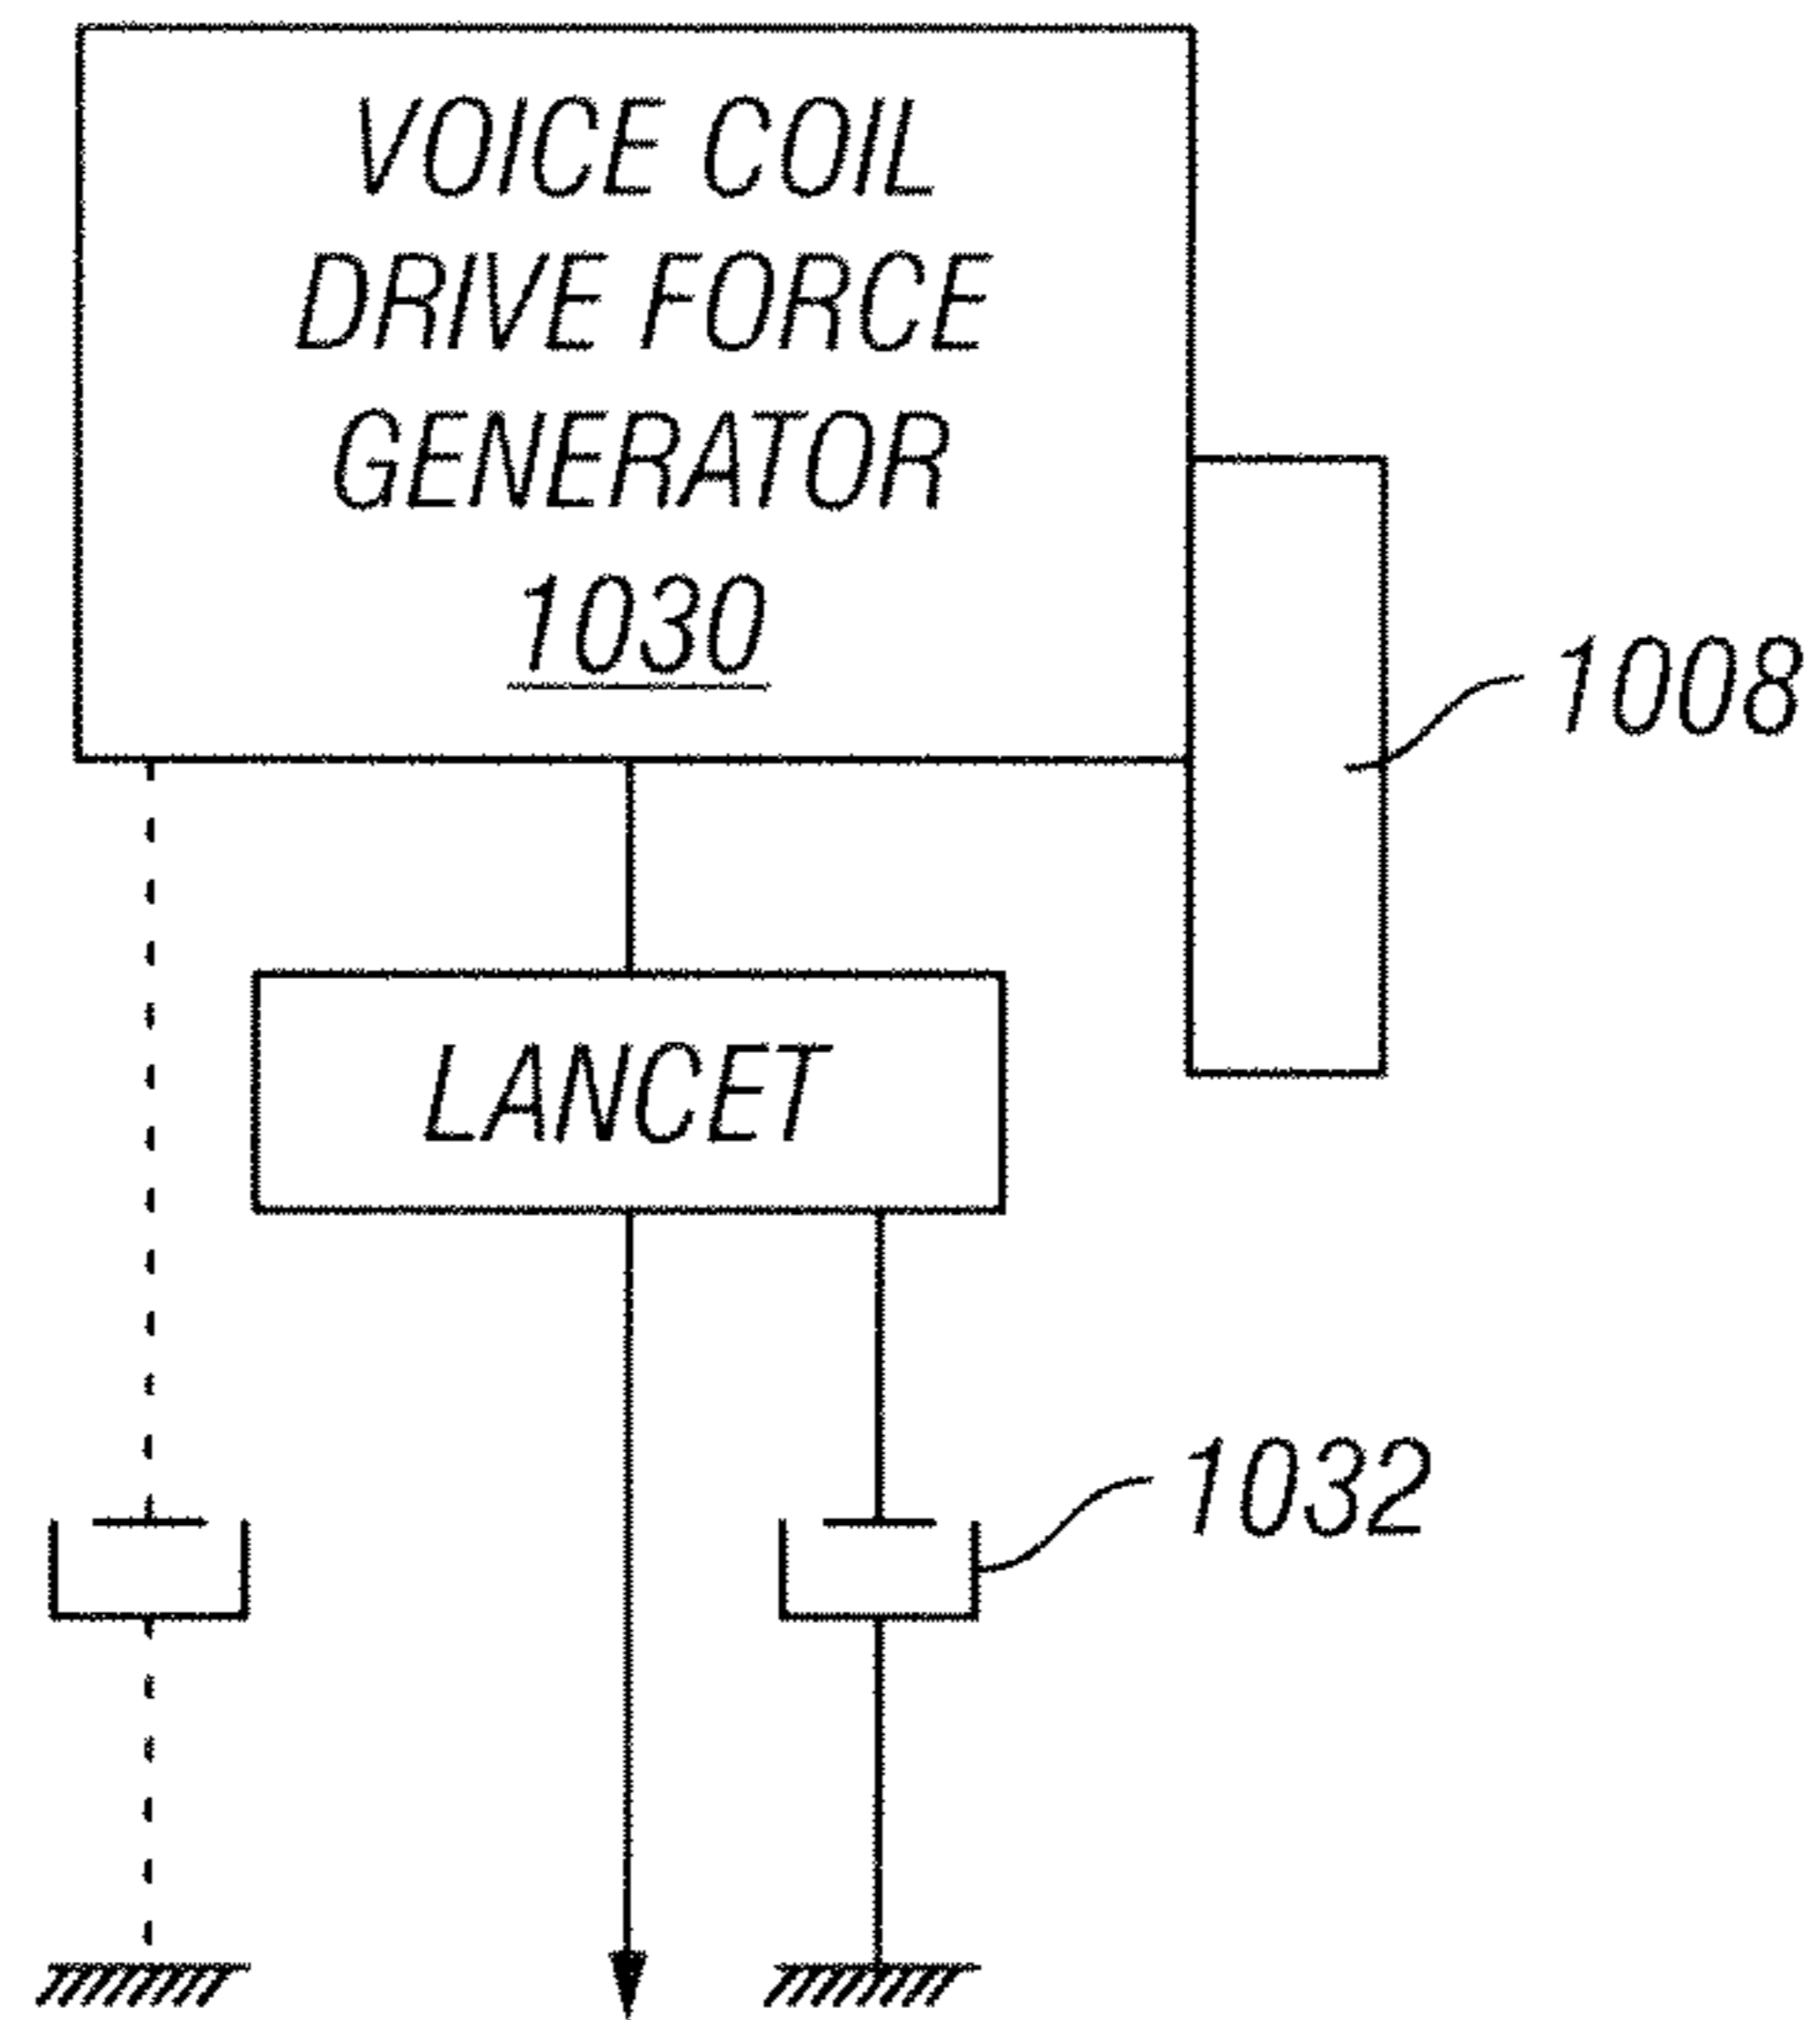 VOICE COIL
DRIVE FORCE
GENERATOR
1030
1008
LANCET
1032